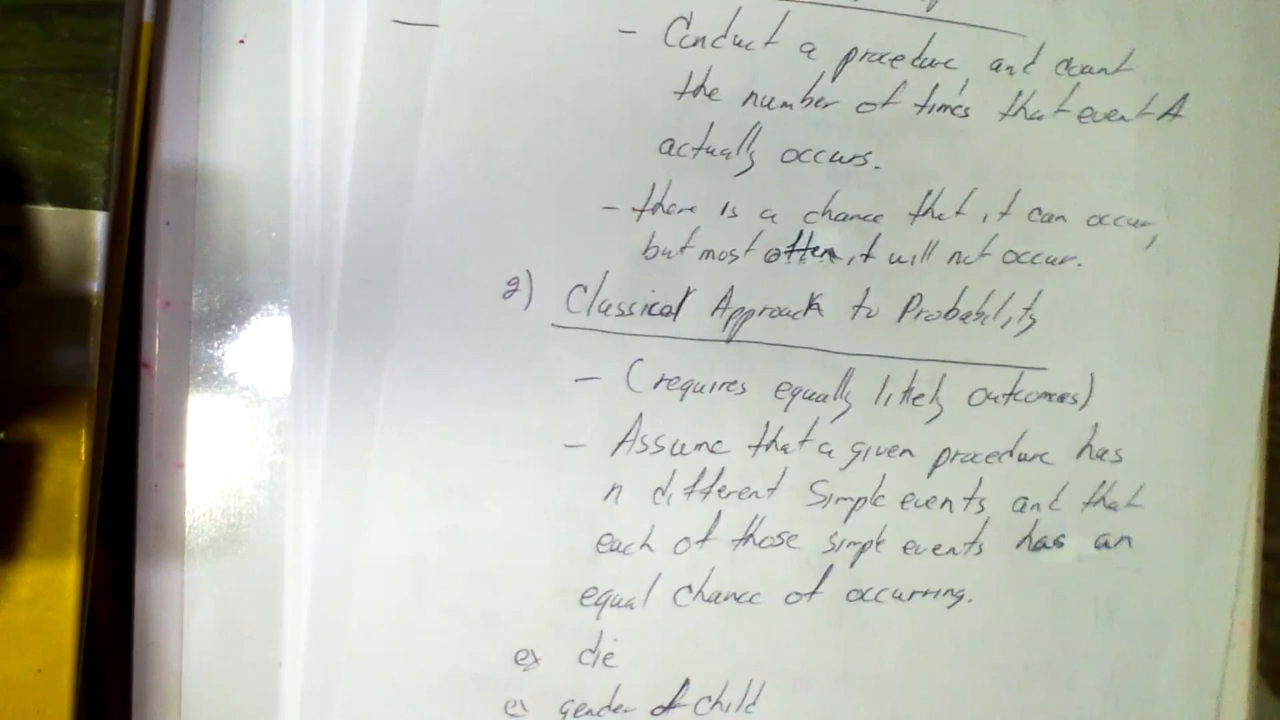 - Conduct a procedure, and count
the number of times that event A
actually occurs.
- there is a chance that it can occur,
but most often, it will not occur.
2) Classical Approach to Probability
- (requires equally likely outcomes)
- Assume that a given procedure has
n different simple events and that
each of those simple events has an
equal chance of occurring.
ex die
ex gender of child